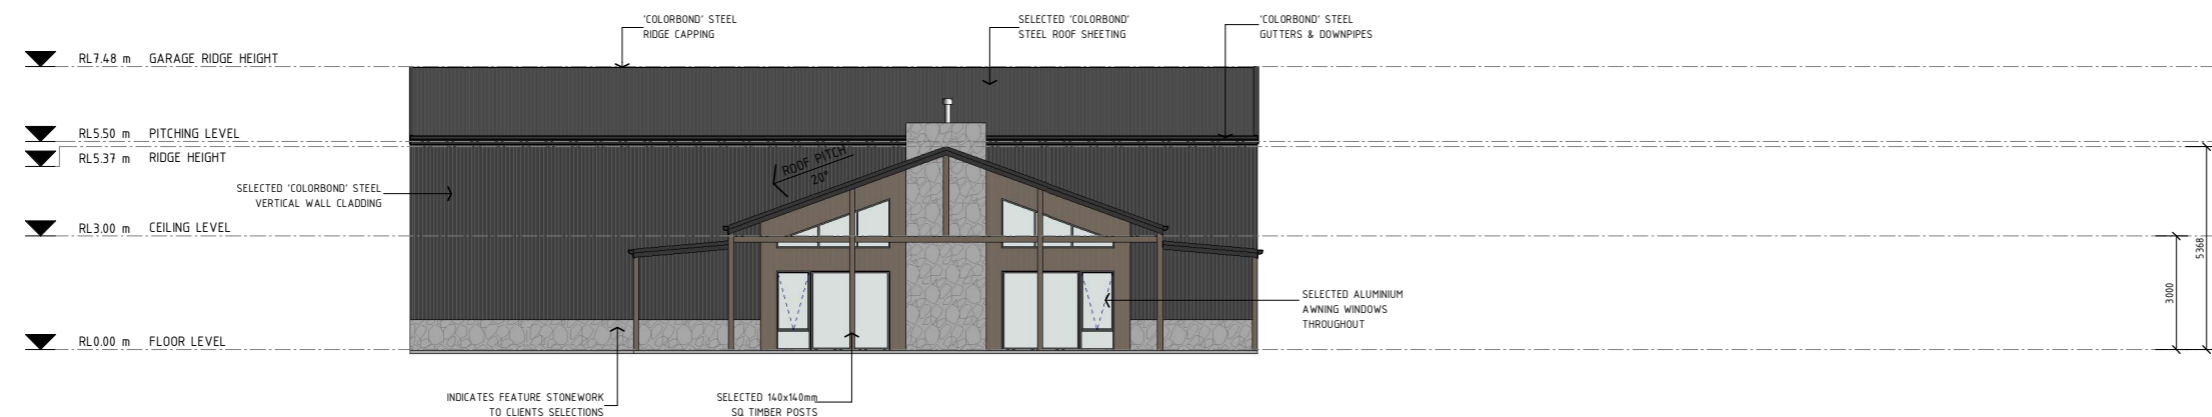 'COLORBOND' STEEL
RIDGE CAPPING
SELECTED 'COLORBOND'
STEEL ROOF SHEETING
'COLORBOND' STEEL
GUTTERS & DOWNPIPES
RL7.48 m GARAGE RIDGE HEIGHT
RL5.50 m PITCHING LEVEL
RL5.37 m RIDGE HEIGHT
ROOF PITCH
20°
SELECTED 'COLORBOND' STEEL
VERTICAL WALL CLADDING
RL3.00 m CEILING LEVEL
5368
3000
SELECTED ALUMINIUM
AWNING WINDOWS
THROUGHOUT
RL0.00 m FLOOR LEVEL
INDICATES FEATURE STONEWORK
TO CLIENTS SELECTIONS
SELECTED 140x140mm
SQ TIMBER POSTS